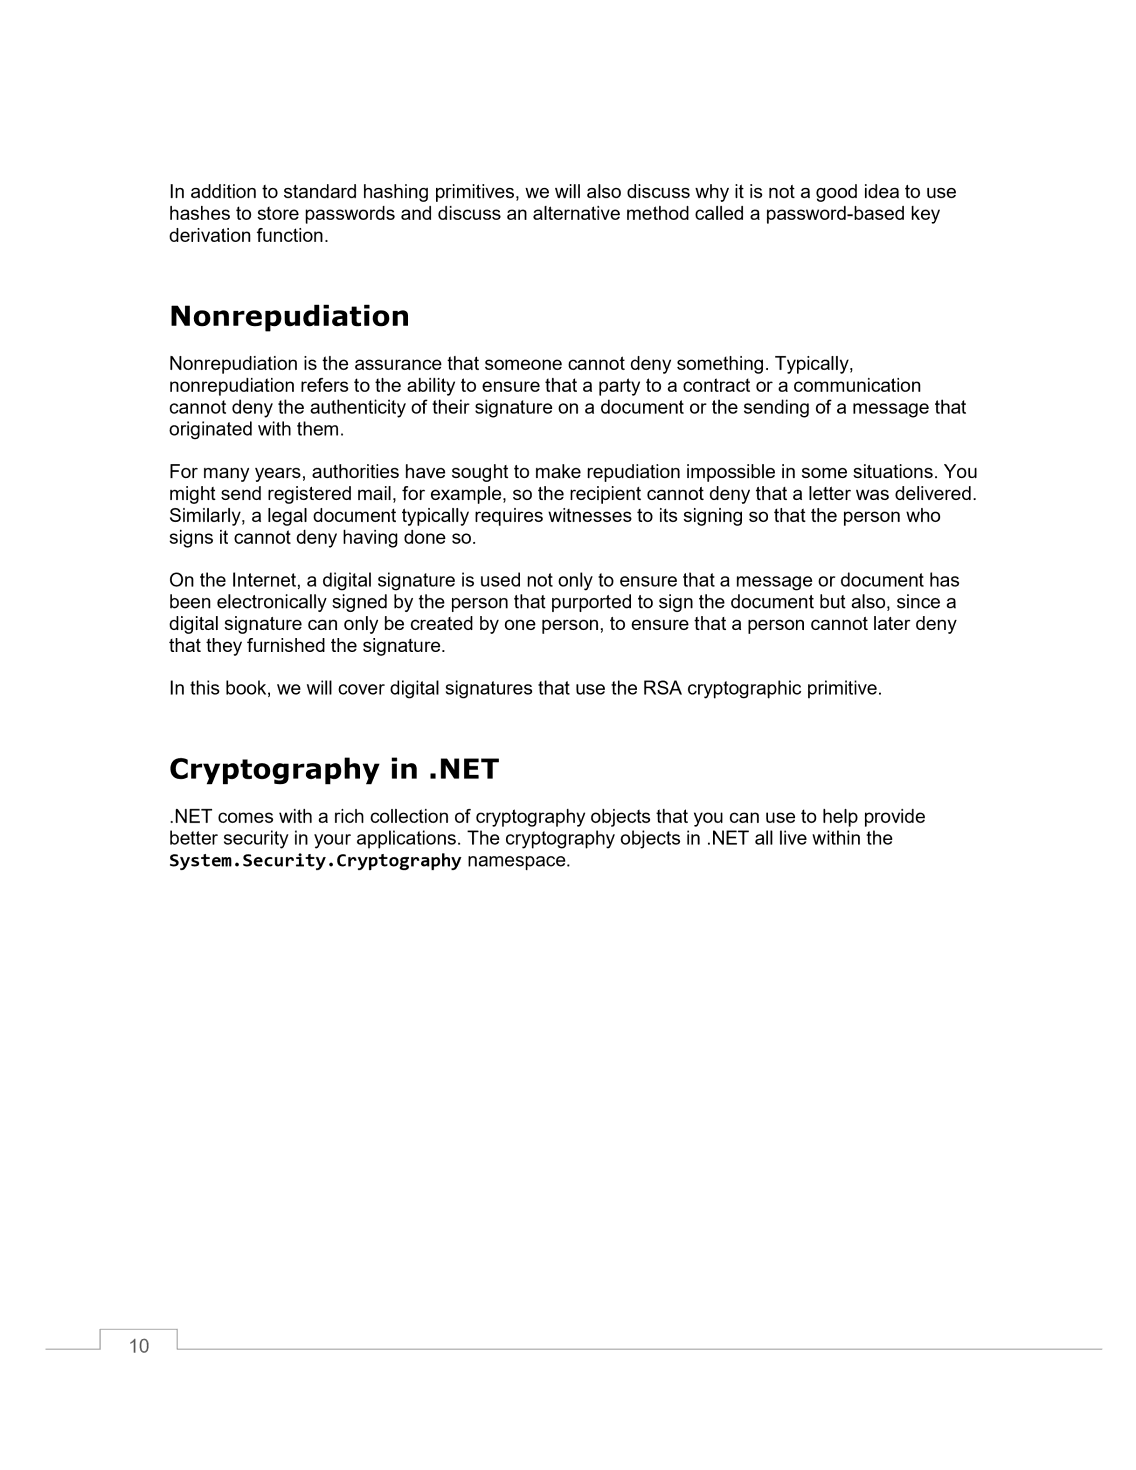 In addition to standard hashing primitives, we will also discuss why it is not a good idea to use
hashes to store passwords and discuss an alternative method called a password-based key
derivation function.
Nonrepudiation
Nonrepudiation is the assurance that someone cannot deny something. Typically,
nonrepudiation refers to the ability to ensure that a party to a contract or a communication
cannot deny the authenticity of their signature on a document or the sending of a message that
originated with them.
For many years, authorities have sought to make repudiation impossible in some situations. You
might send registered mail, for example, so the recipient cannot deny that a letter was delivered.
Similarly, a legal document typically requires witnesses to its signing so that the person who
signs it cannot deny having done so.
On the Internet, a digital signature is used not only to ensure that a message or document has
been electronically signed by the person that purported to sign the document but also, since a
digital signature can only be created by one person, to ensure that a person cannot later deny
that they furnished the signature.
In this book, we will cover digital signatures that use the RSA cryptographic primitive.
Cryptography in .NET
.NET comes with a rich collection of cryptography objects that you can use to help provide
better security in your applications. The cryptography objects in .NET all live within the
System.Security.Cryptography namespace.
10